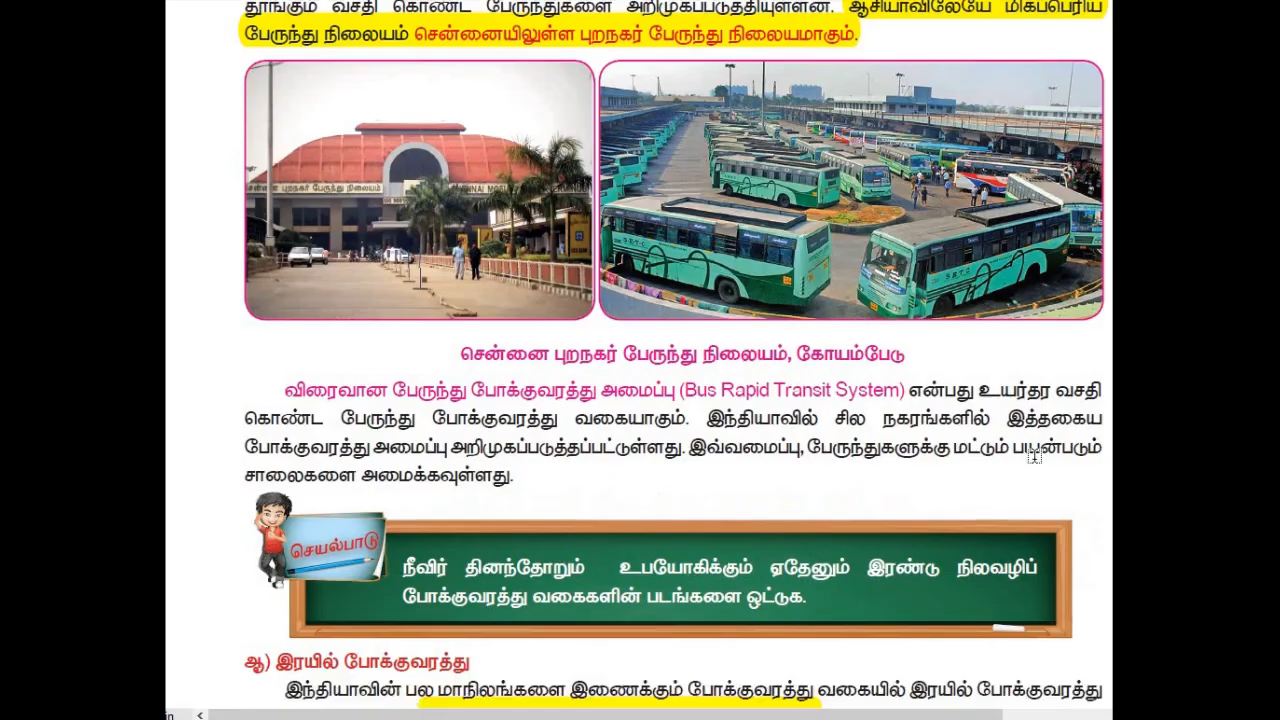 தூங்கும் வசதி கொண்ட பேருந்துகளை அறிமுகப்படுத்தியுள்ளன. ஆசியாவிலேயே மிகப்பெரிய
பேருந்து நிலையம் சென்னையிலுள்ள புறநகர் பேருந்து நிலையமாகும்.
சென்னை புறநகர் பேருந்து நிலையம்
CHENNAI
S.E.T.C
S.E.T.C
சென்னை புறநகர் பேருந்து நிலையம், கோயம்பேடு
விரைவான பேருந்து போக்குவரத்து அமைப்பு (Bus Rapid Transit System) என்பது உயர்தர வசதி
கொண்ட பேருந்து போக்குவரத்து வகையாகும். இந்தியாவில் சில நகரங்களில் இத்தகைய
போக்குவரத்து அமைப்பு அறிமுகப்படுத்தப்பட்டுள்ளது. இவ்வமைப்பு, பேருந்துகளுக்கு மட்டும் பயன்படும்
சாலைகளை அமைக்கவுள்ளது.
செயல்பாடு
நீவிர் தினந்தோறும் உபயோகிக்கும் ஏதேனும் இரண்டு நிலவழிப்
போக்குவரத்து வகைகளின் படங்களை ஒட்டுக.
ஆ) இரயில் போக்குவரத்து
இந்தியாவின் பல மாநிலங்களை இணைக்கும் போக்குவரத்து வகையில் இரயில் போக்குவரத்து